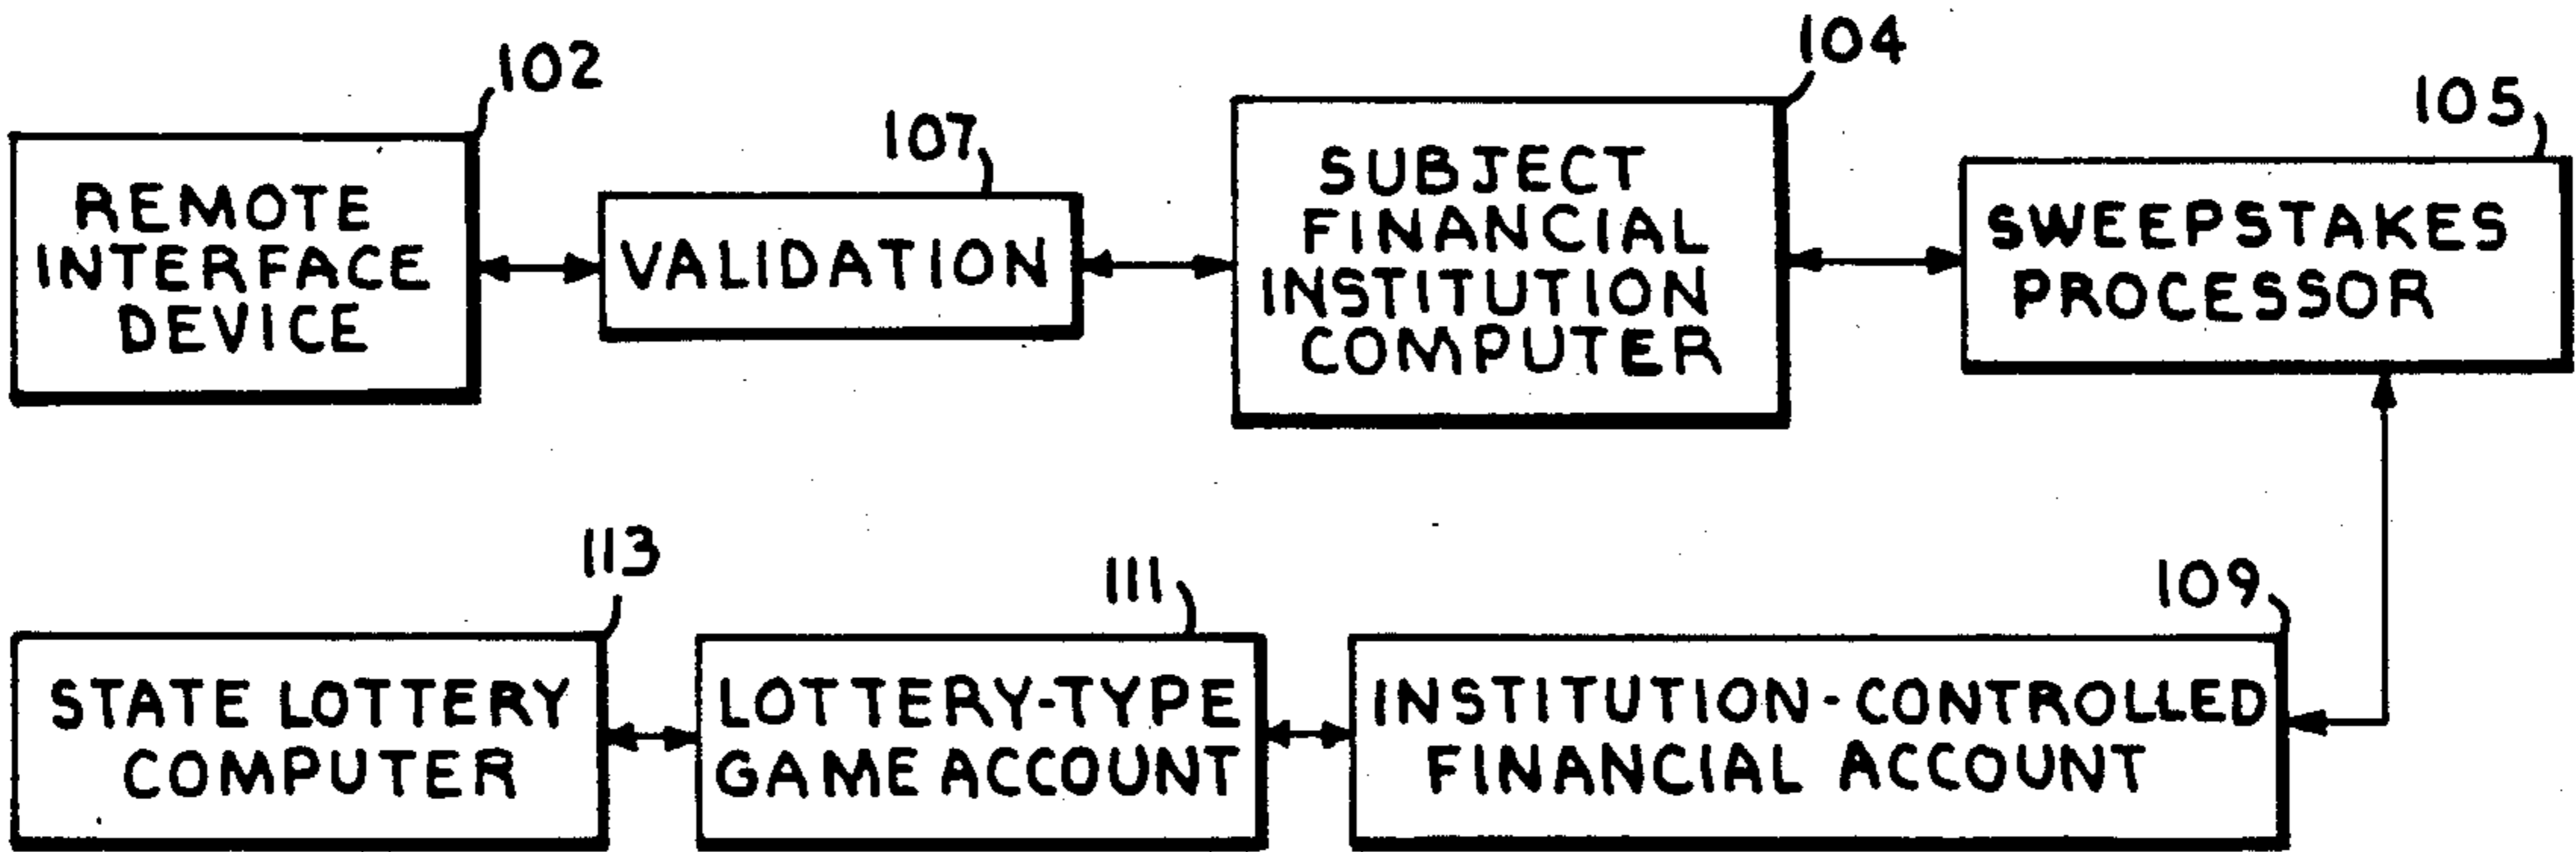 102
REMOTE
INTERFACE
DEVICE
107
VALIDATION
104
SUBJECT
FINANCIAL
INSTITUTION
COMPUTER
105
SWEEPSTAKES
PROCESSOR
113
STATE LOTTERY
COMPUTER
111
LOTTERY-TYPE
GAME ACCOUNT
109
INSTITUTION-CONTROLLED
FINANCIAL ACCOUNT